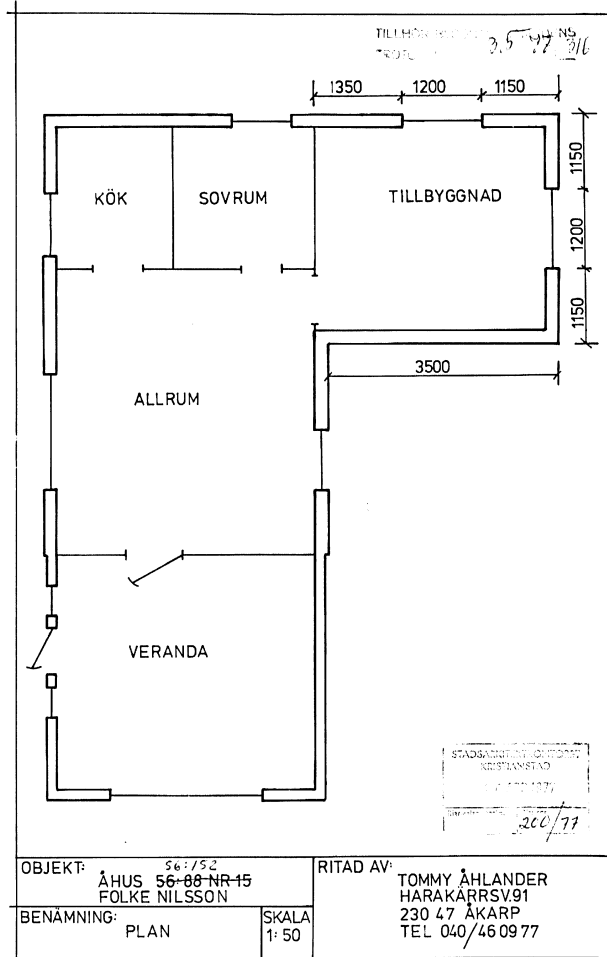 1350 1200 1150
1150
1200
1150
3500
KÖK
SOVRUM
TILLBYGGNAD
ALLRUM
VERANDA
KRISTIANSTAD
200/77
OBJEKT: 56:152
ÅHUS 56:88 NR 15
FOLKE NILSSON
BENÄMNING:
PLAN
SKALA
1:50
RITAD AV:
TOMMY ÅHLANDER
HARAKÄRRSV.91
230 47 ÅKARP
TEL 040/46 09 77